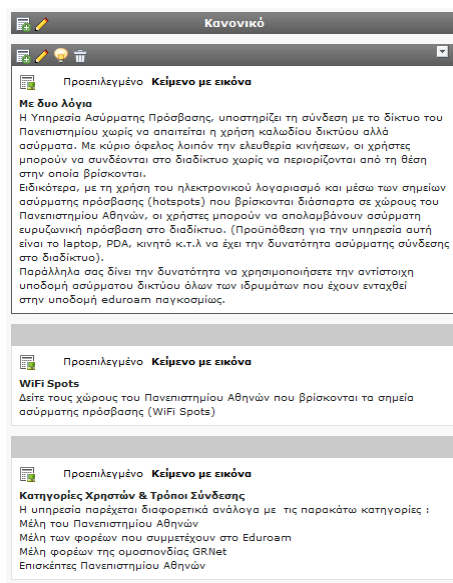 Κανονικό
Προεπιλεγμένο Κείμενο με εικόνα
Με δυο λόγια
Η Υπηρεσία Ασύρματης Πρόσβασης, υποστηρίζει τη σύνδεση με το δίκτυο του
Πανεπιστημίου χωρίς να απαιτείται η χρήση καλωδίου δικτύου αλλά
ασύρματα. Με κύριο όφελος λοιπόν την ελευθερία κινήσεων, οι χρήστες
μπορούν να συνδέονται στο διαδίκτυο χωρίς να περιορίζονται από τη θέση
στην οποία βρίσκονται.
Ειδικότερα, με τη χρήση του ηλεκτρονικού λογαριασμό και μέσω των σημείων
ασύρματης πρόσβασης (hotspots) που βρίσκονται διάσπαρτα σε χώρους του
Πανεπιστημίου Αθηνών, οι χρήστες μπορούν να απολαμβάνουν ασύρματη
ευρυζωνική πρόσβαση στο διαδίκτυο. (Προϋπόθεση για την υπηρεσία αυτή
είναι το laptop, PDA, κινητό κ.τ.λ να έχει την δυνατότητα ασύρματης σύνδεσης
στο διαδίκτυο).
Παράλληλα σας δίνει την δυνατότητα να χρησιμοποιήσετε την αντίστοιχη
υποδομή ασύρματου δικτύου όλων των ιδρυμάτων που έχουν ενταχθεί
στην υποδομή eduroam παγκοσμίως.
Προεπιλεγμένο Κείμενο με εικόνα
WiFi Spots
Δείτε τους χώρους του Πανεπιστημίου Αθηνών που βρίσκονται τα σημεία
ασύρματης πρόσβασης (WiFi Spots)
Προεπιλεγμένο Κείμενο με εικόνα
Κατηγορίες Χρηστών & Τρόποι Σύνδεσης
Η υπηρεσία παρέχεται διαφορετικά ανάλογα με τις παρακάτω κατηγορίες :
Μέλη του Πανεπιστημίου Αθηνών
Μέλη των φορέων που συμμετέχουν στο Eduroam
Μέλη φορέων της ομοσπονδίας GRNet
Επισκέπτες Πανεπιστημίου Αθηνών